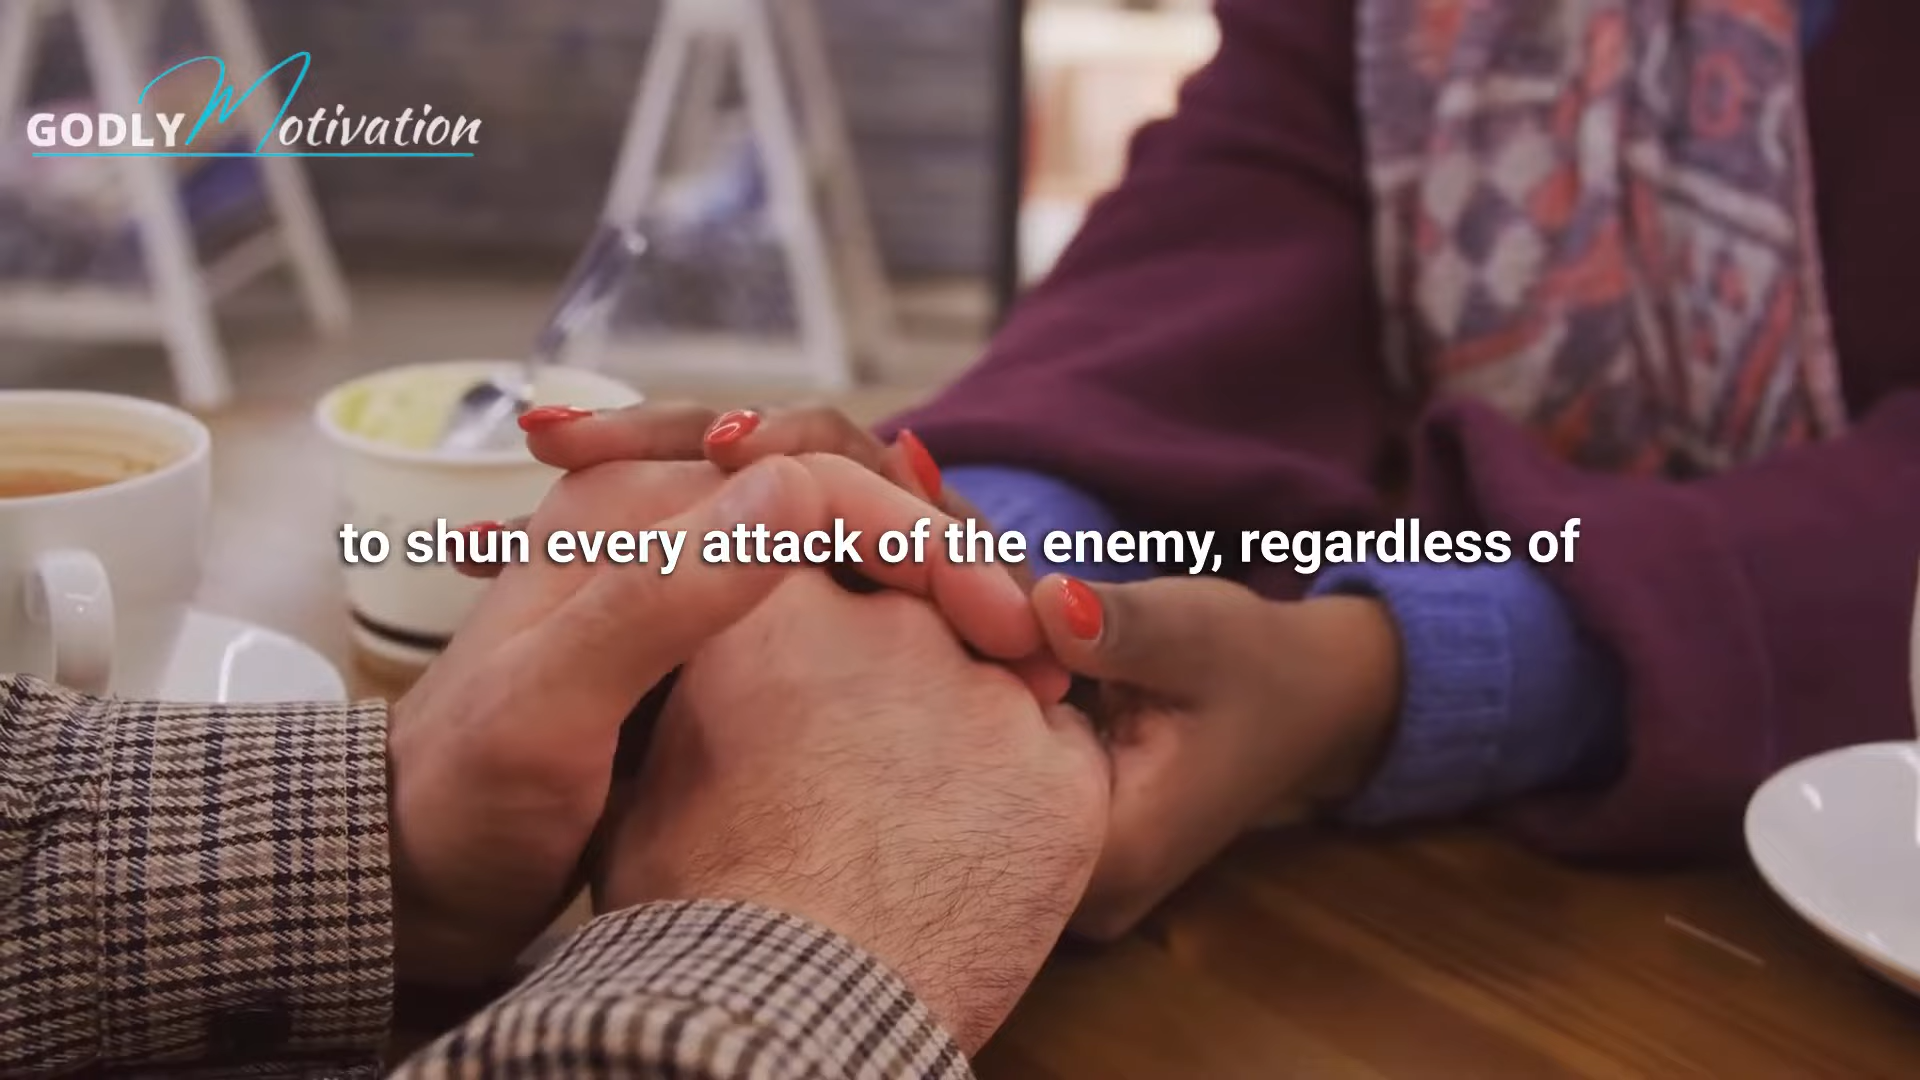 GODLY Motivation
to shun every attack of the enemy, regardless of